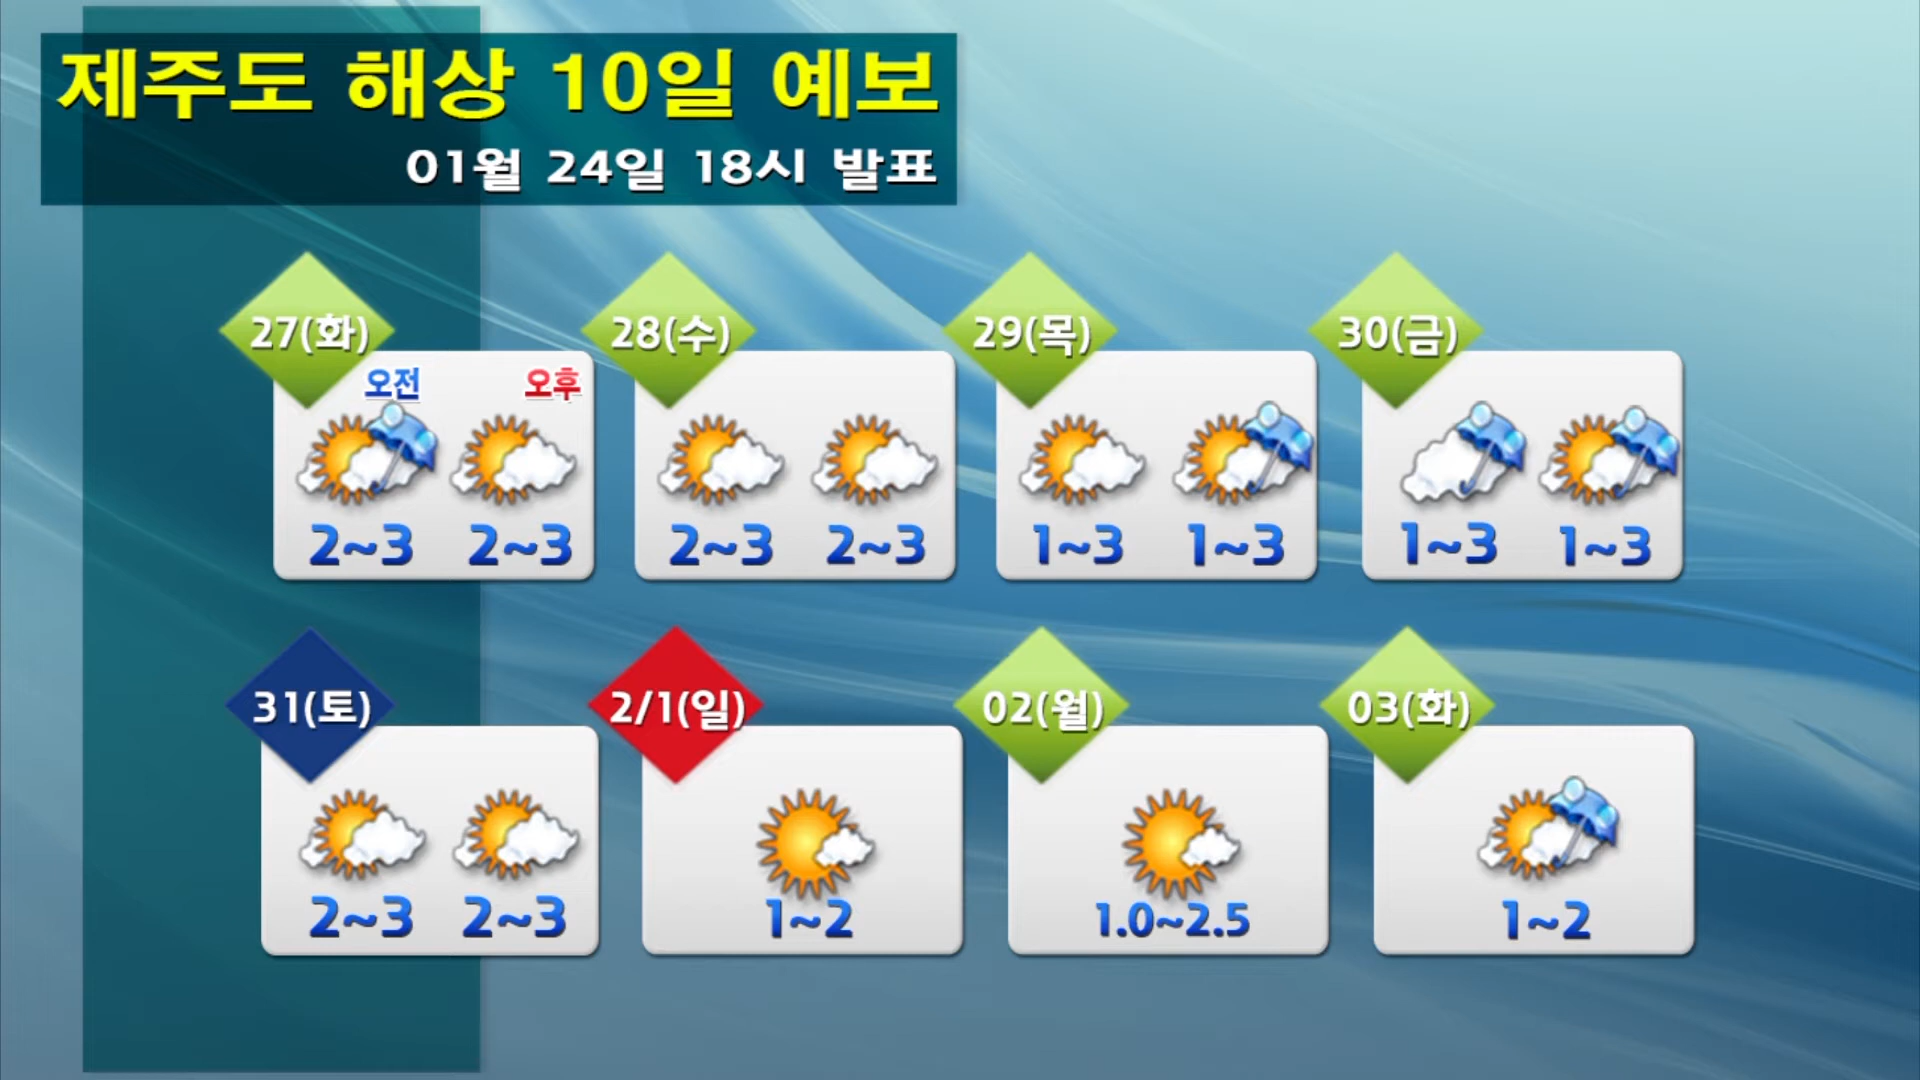 제주도 해상 10일 예보
01월 24일 18시 발표
27(화) 28(수) 29(목) 30(금)
오전 오후
2~3 2~3 2~3 2~3 1~3 1~3 1~3 1~3
31(토) 2/1(일) 02(월) 03(화)
2~3 2~3 1~2 1.0~2.5 1~2